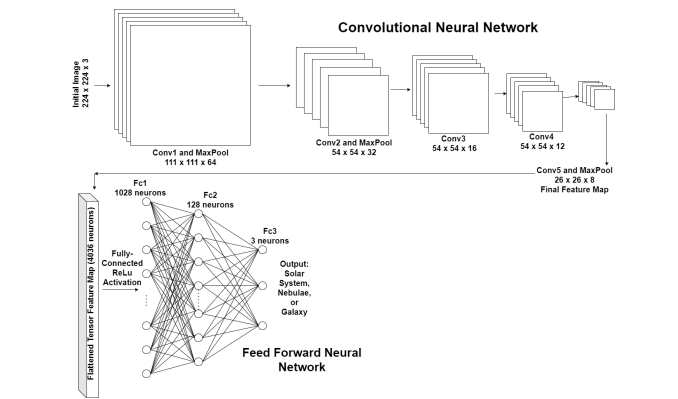 Convolutional Neural Network
Initial Image
224 x 224 x 3
Conv1 and MaxPool
111 x 111 x 64
Conv2 and MaxPool
54 x 54 x 32
Conv3
54 x 54 x 16
Conv4
54 x 54 x 12
Conv5 and MaxPool
26 x 26 x 8
Final Feature Map
Flattened Tensor Feature Map (4036 neurons)
Fully-
Connected
ReLu
Activation
Fc1
1028 neurons
Fc2
128 neurons
Fc3
3 neurons
Output:
Solar
System,
Nebulae,
or
Galaxy
Feed Forward Neural
Network